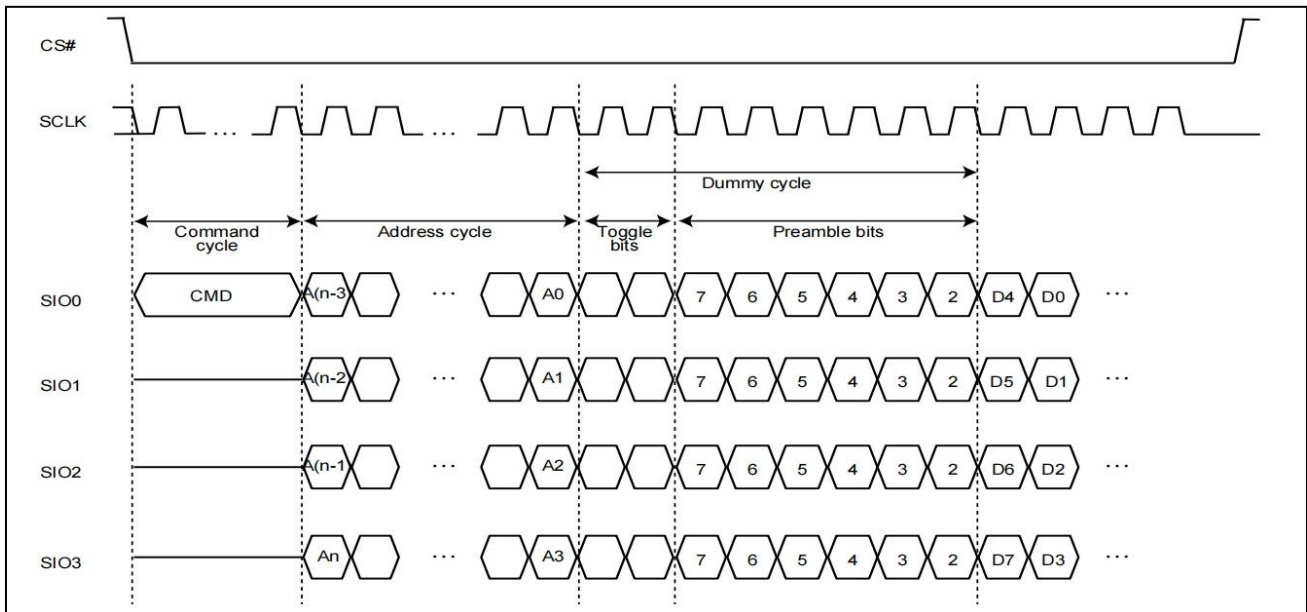 CS#
SCLK
... ...
Dummy cycle
Command cycle Address cycle Toggle bits Preamble bits
SIO0 CMD A(n-3) ... A0 7 6 5 4 3 2 D4 D0 ...
SIO1 A(n-2) ... A1 7 6 5 4 3 2 D5 D1 ...
SIO2 A(n-1 ... A2 7 6 5 4 3 2 D6 D2 ...
SIO3 An ... A3 7 6 5 4 3 2 D7 D3 ...